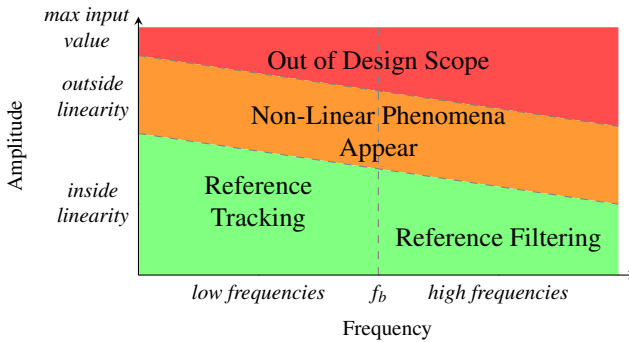 max input
value
Out of Design Scope
outside
linearity
Non-Linear Phenomena
Appear
Amplitude
inside
linearity
Reference
Tracking
Reference Filtering
low frequencies
f_b
high frequencies
Frequency